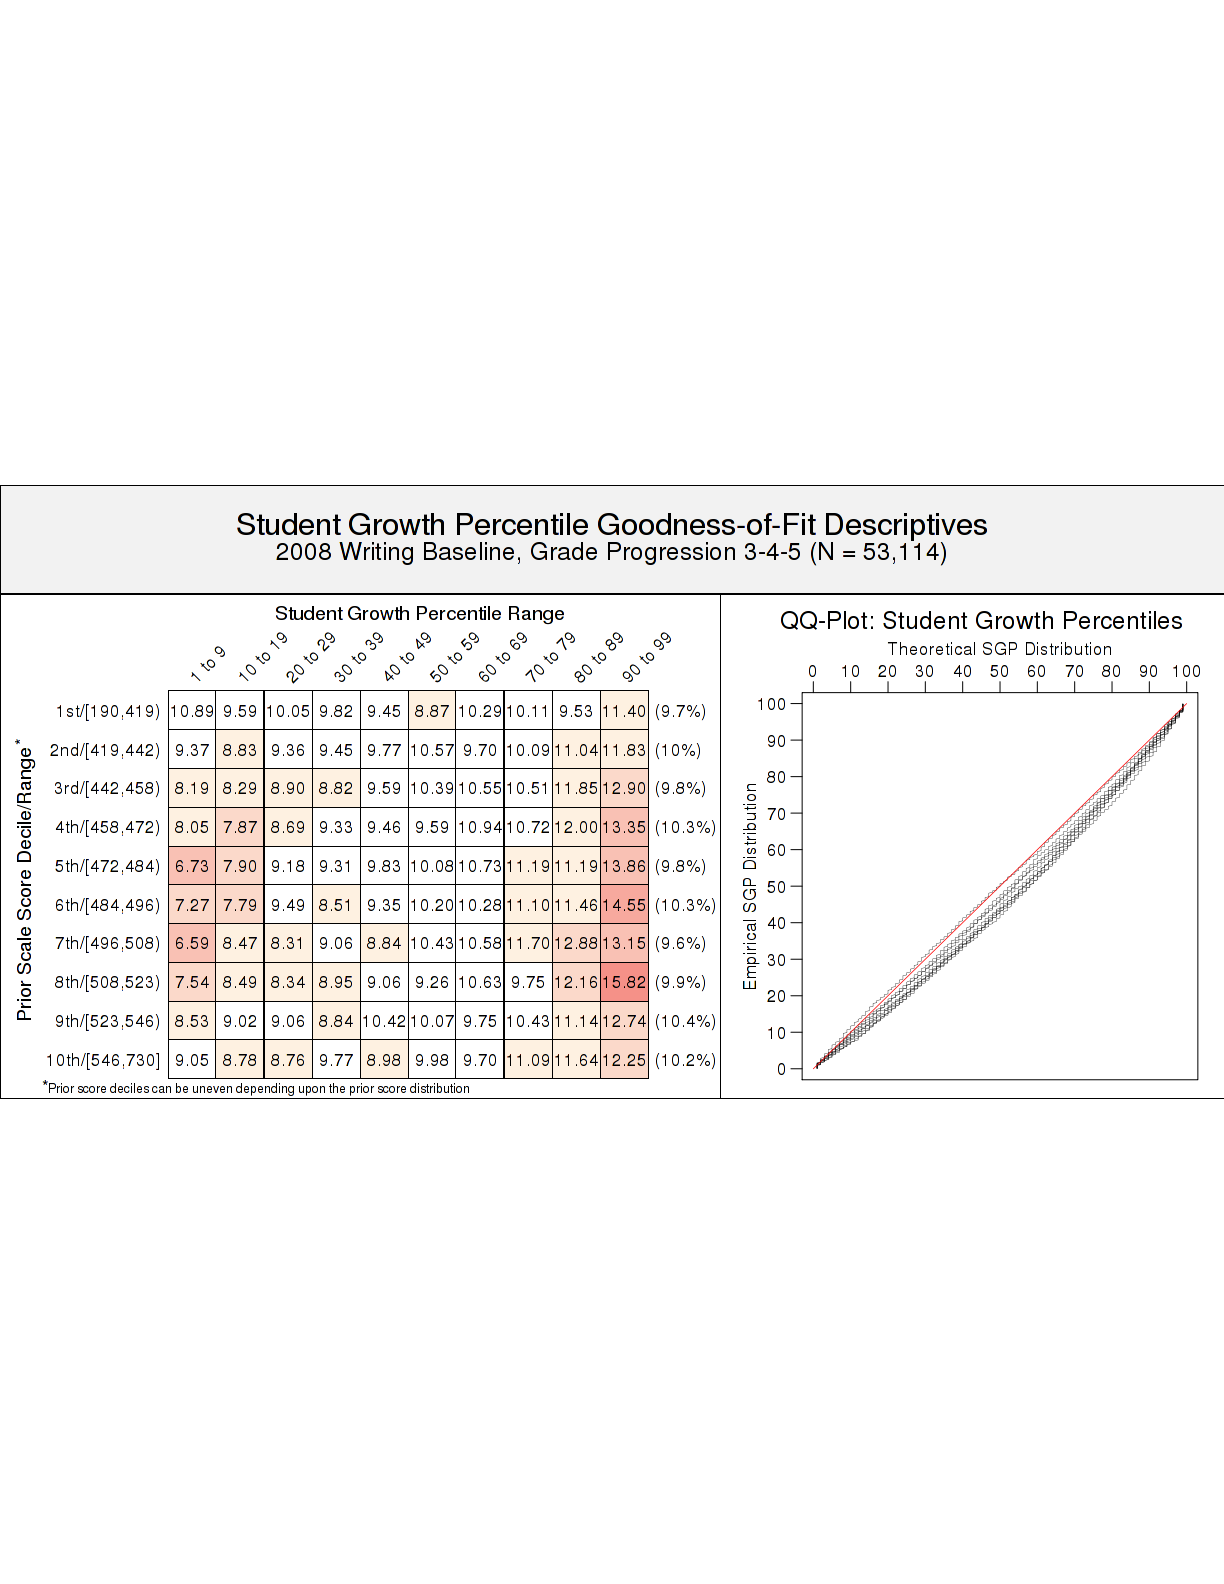 Student Growth Percentile Goodness-of-Fit Descriptives
2008 Writing Baseline, Grade Progression 3-4-5 (N = 53,114)
Student Growth Percentile Range
1 to 9 10 to 19 20 to 29 30 to 39 40 to 49 50 to 59 60 to 69 70 to 79 80 to 89 90 to 99
Prior Scale Score Decile/Range*
1st/[190,419) 10.89 9.59 10.05 9.82 9.45 8.87 10.29 10.11 9.53 11.40 (9.7%)
2nd/[419,442) 9.37 8.83 9.36 9.45 9.77 10.57 9.70 10.09 11.04 11.83 (10%)
3rd/[442,458) 8.19 8.29 8.90 8.82 9.59 10.39 10.55 10.51 11.85 12.90 (9.8%)
4th/[458,472) 8.05 7.87 8.69 9.33 9.46 9.59 10.94 10.72 12.00 13.35 (10.3%)
5th/[472,484) 6.73 7.90 9.18 9.31 9.83 10.08 10.73 11.19 11.19 13.86 (9.8%)
6th/[484,496) 7.27 7.79 9.49 8.51 9.35 10.20 10.28 11.10 11.46 14.55 (10.3%)
7th/[496,508) 6.59 8.47 8.31 9.06 8.84 10.43 10.58 11.70 12.88 13.15 (9.6%)
8th/[508,523) 7.54 8.49 8.34 8.95 9.06 9.26 10.63 9.75 12.16 15.82 (9.9%)
9th/[523,546) 8.53 9.02 9.06 8.84 10.42 10.07 9.75 10.43 11.14 12.74 (10.4%)
10th/[546,730] 9.05 8.78 8.76 9.77 8.98 9.98 9.70 11.09 11.64 12.25 (10.2%)
*Prior score deciles can be uneven depending upon the prior score distribution
QQ-Plot: Student Growth Percentiles
Theoretical SGP Distribution
0 10 20 30 40 50 60 70 80 90 100
Empirical SGP Distribution
100
90
80
70
60
50
40
30
20
10
0